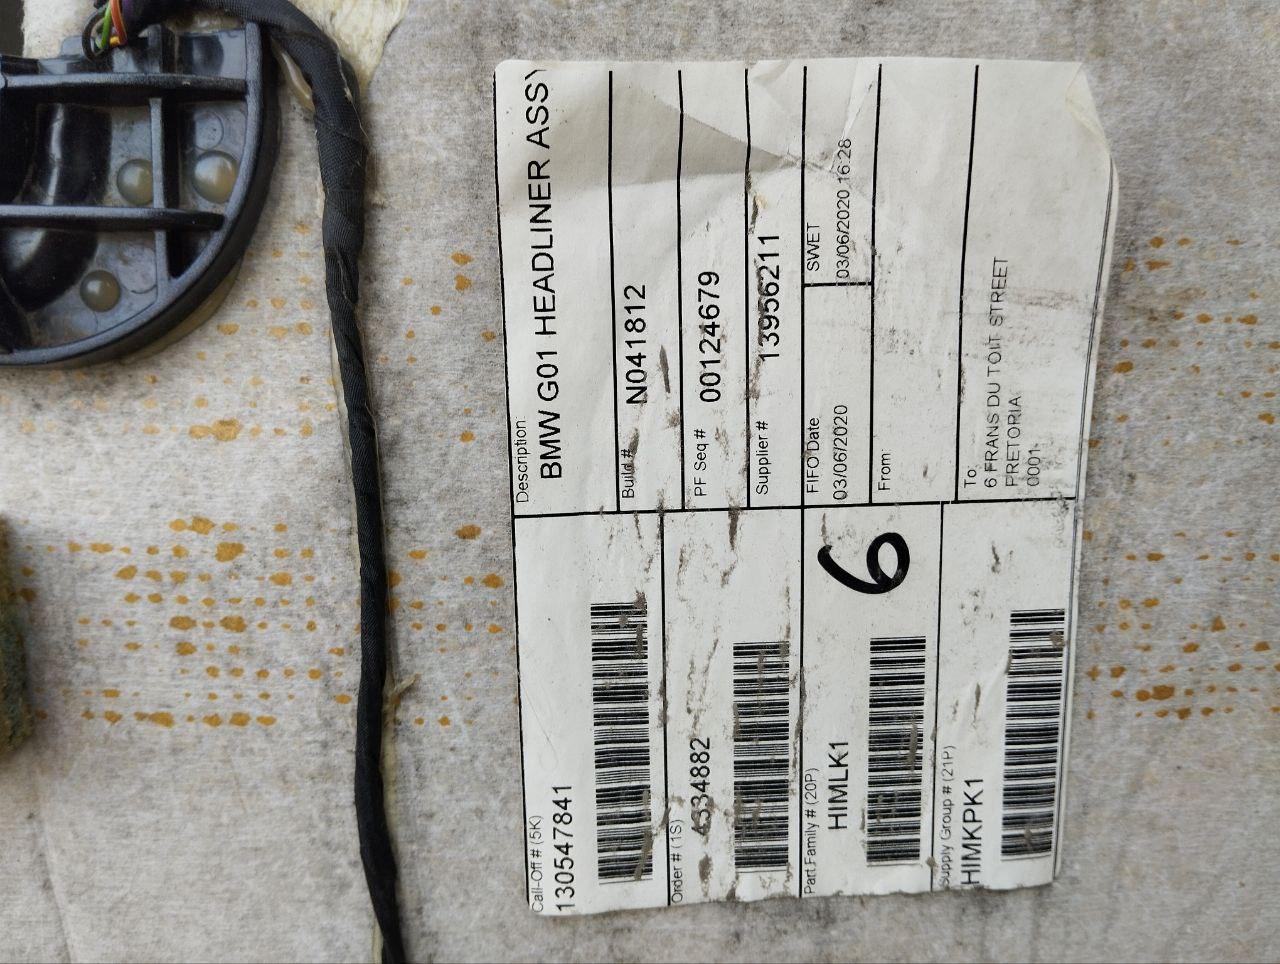 Description:
BMW G01 HEADLINER ASSY
Build #
N041812
PF Seq #
00124679
Supplier #
13956211
FIFO Date
03/06/2020
SWET
03/06/2020 16:28
From:
To:
6 FRANS DU TOIT STREET
PRETORIA
0001
Call-Off # (5K)
130547841
Order # (1S)
4334882
Part Family # (20P)
HIMLK1
6
Supply Group # (21P)
HIMKPK1